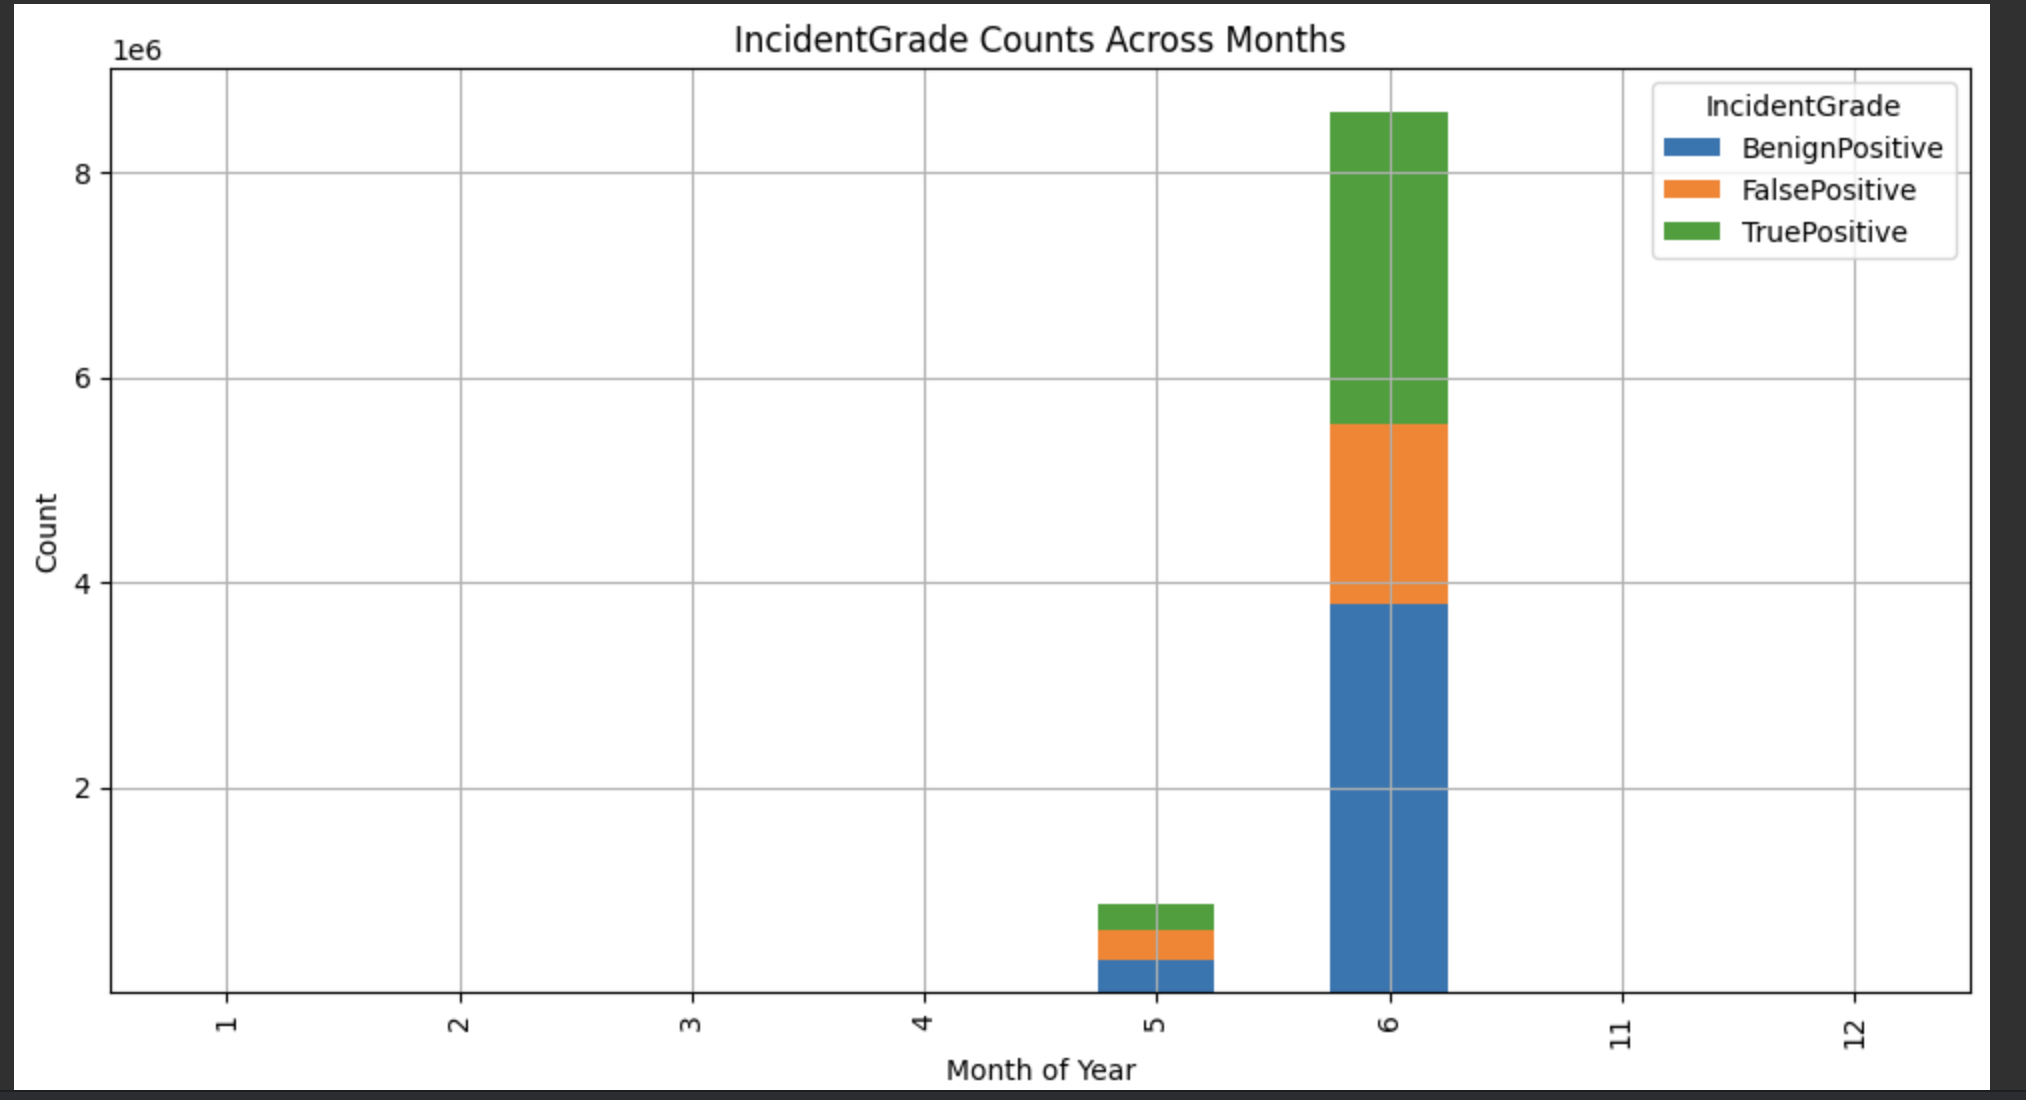 IncidentGrade Counts Across Months
1e6
IncidentGrade
BenignPositive
FalsePositive
TruePositive
8
6
4
2
Count
1 2 3 4 5 6 11 12
Month of Year